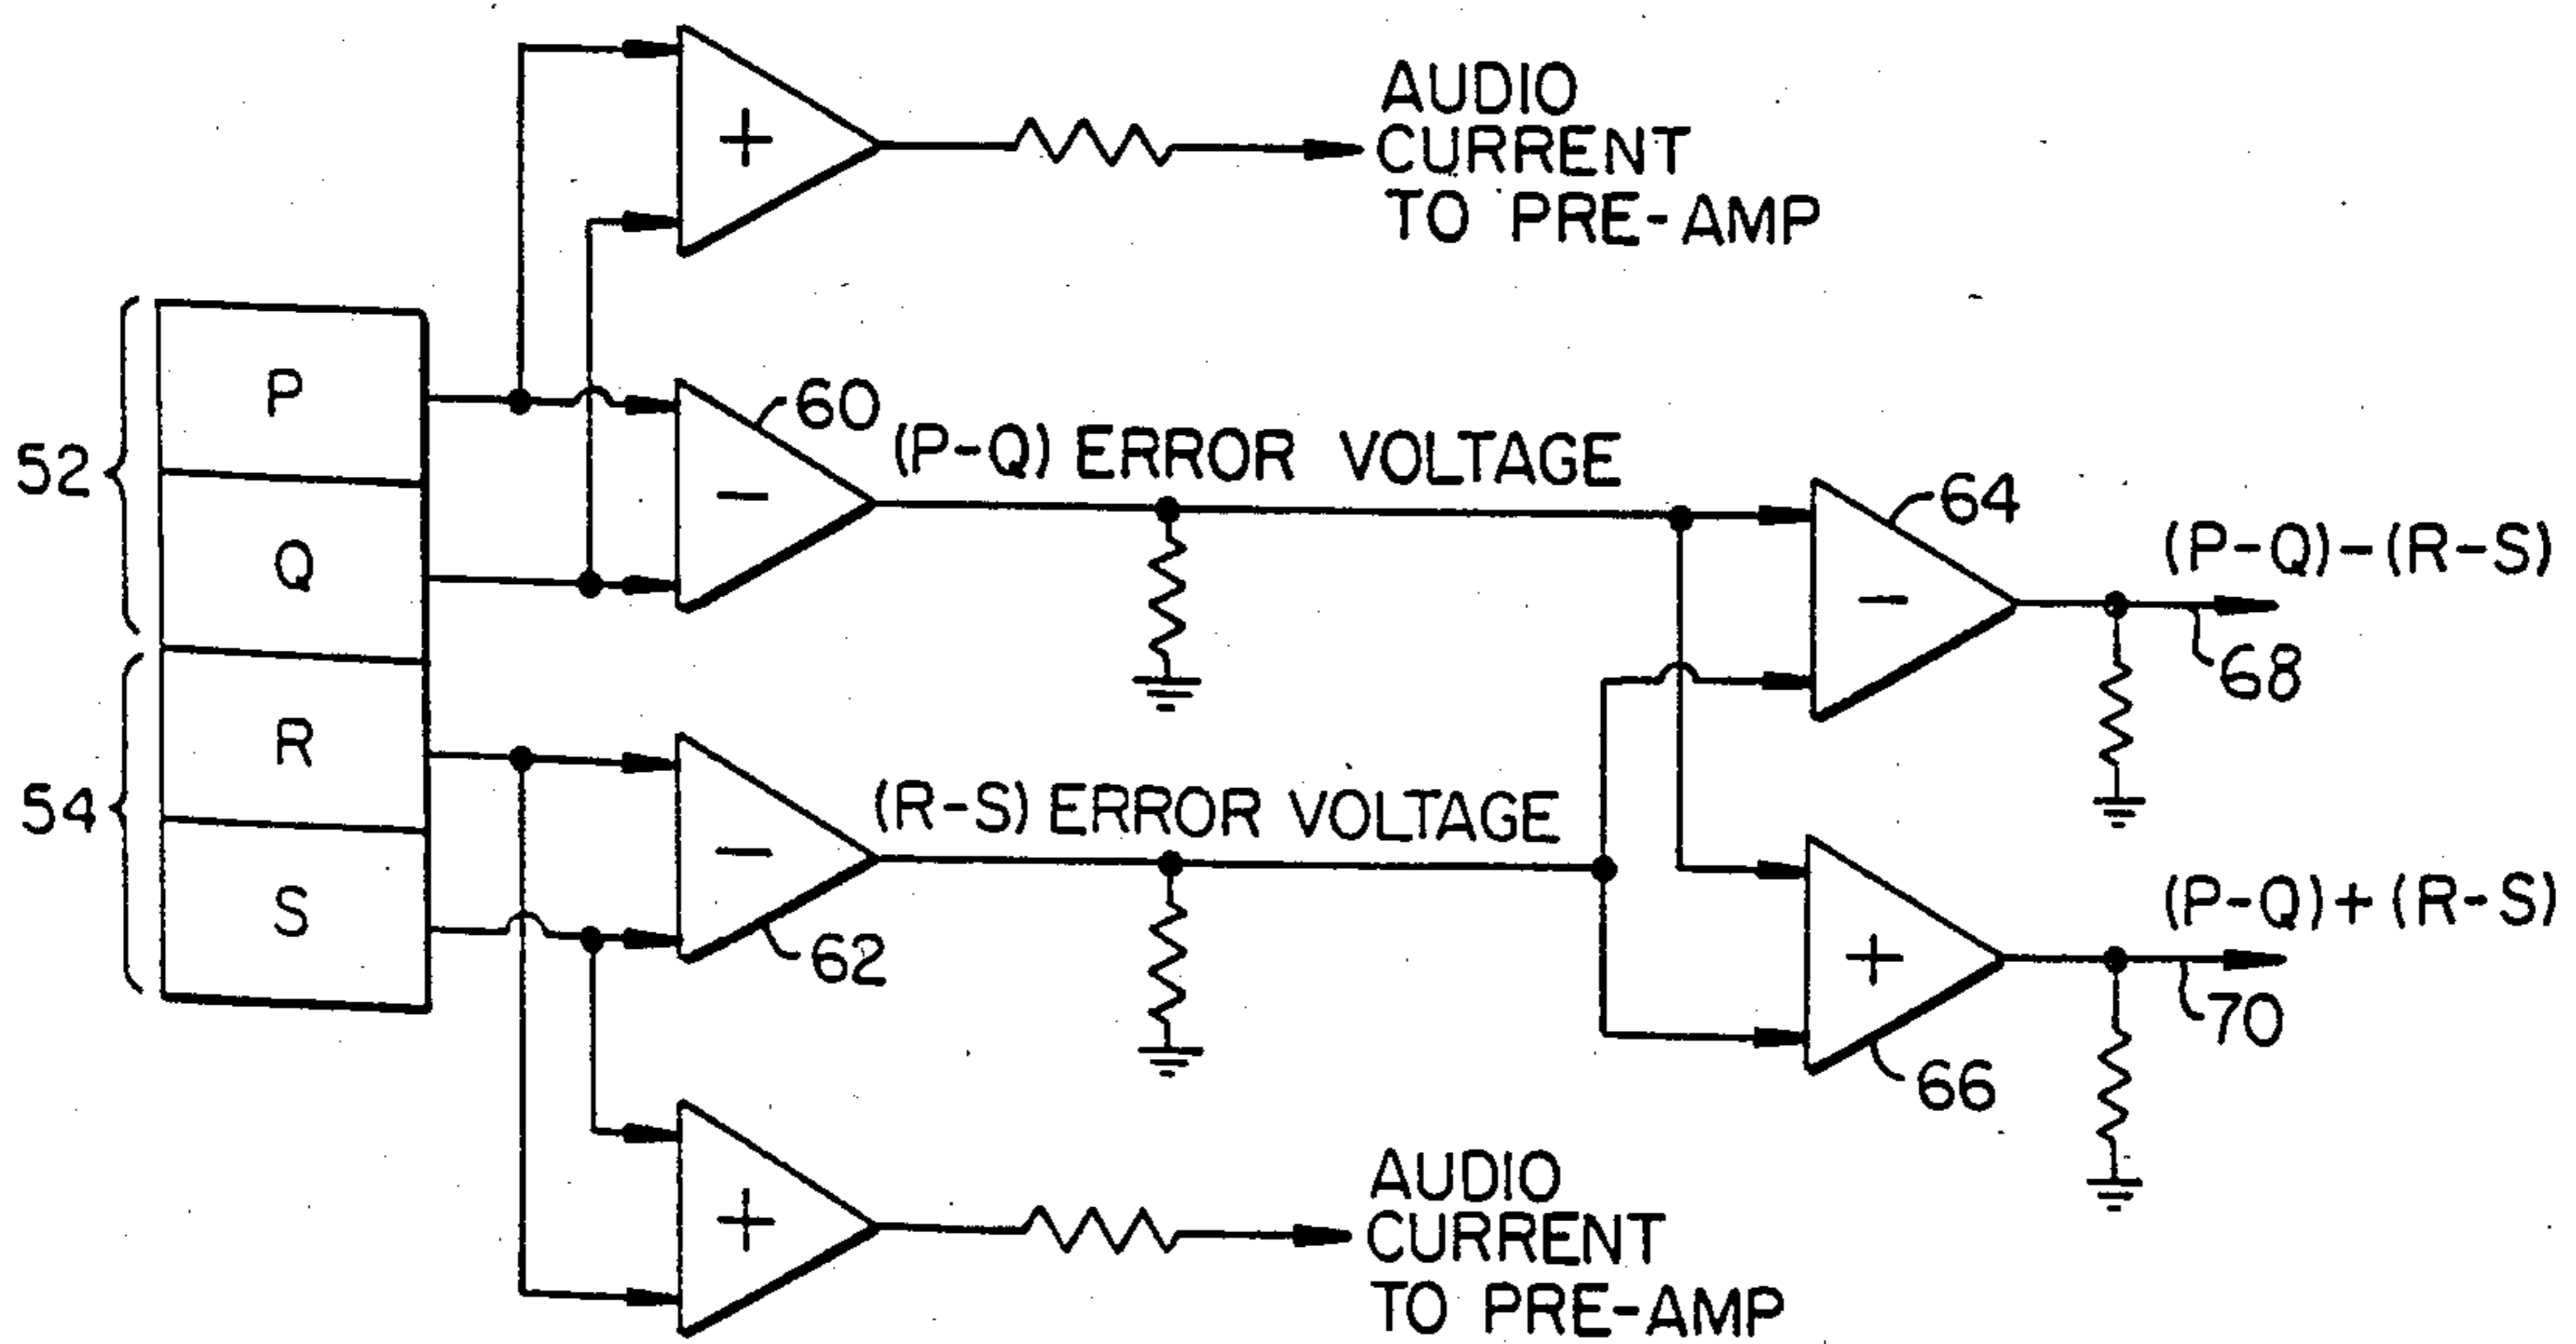 AUDIO
CURRENT
TO PRE-AMP
+
P
Q
R
S
52
54
60
(P-Q) ERROR VOLTAGE
-
64
-
(P-Q)-(R-S)
68
(R-S) ERROR VOLTAGE
-
62
+
66
(P-Q)+(R-S)
70
+
AUDIO
CURRENT
TO PRE-AMP